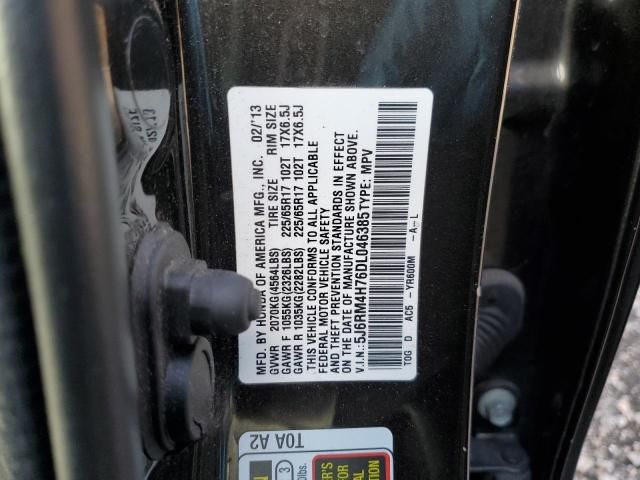 MFD. BY HONDA OF AMERICA MFG., INC. 02/'13
GVWR 2070KG(4564LBS) TIRE SIZE RIM SIZE
GAWR F 1055KG(2326LBS) 225/65R17 102T 17X6.5J
GAWR R 1035KG(2282LBS) 225/65R17 102T 17X6.5J
THIS VEHICLE CONFORMS TO ALL APPLICABLE
FEDERAL MOTOR VEHICLE SAFETY
AND THEFT PREVENTION STANDARDS IN EFFECT
ON THE DATE OF MANUFACTURE SHOWN ABOVE.
V.I.N.: 5J6RM4H76DL046385 TYPE: MPV
TOG D AC5 -YR600M -A-L
T0A A2
3